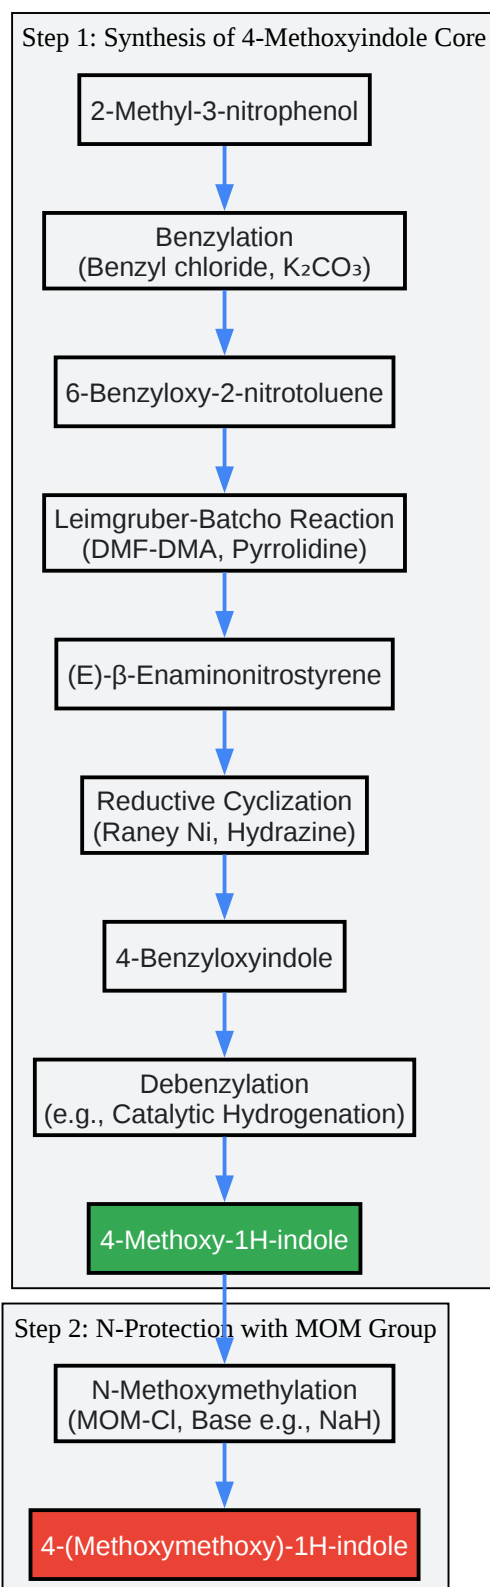 Step 1: Synthesis of 4-Methoxyindole Core
2-Methyl-3-nitrophenol
Benzylation
(Benzyl chloride, K₂CO₃)
6-Benzyloxy-2-nitrotoluene
Leimgruber-Batcho Reaction
(DMF-DMA, Pyrrolidine)
(E)-β-Enaminonitrostyrene
Reductive Cyclization
(Raney Ni, Hydrazine)
4-Benzyloxyindole
Debenzylation
(e.g., Catalytic Hydrogenation)
4-Methoxy-1H-indole
Step 2: N-Protection with MOM Group
N-Methoxymethylation
(MOM-Cl, Base e.g., NaH)
4-(Methoxymethoxy)-1H-indole